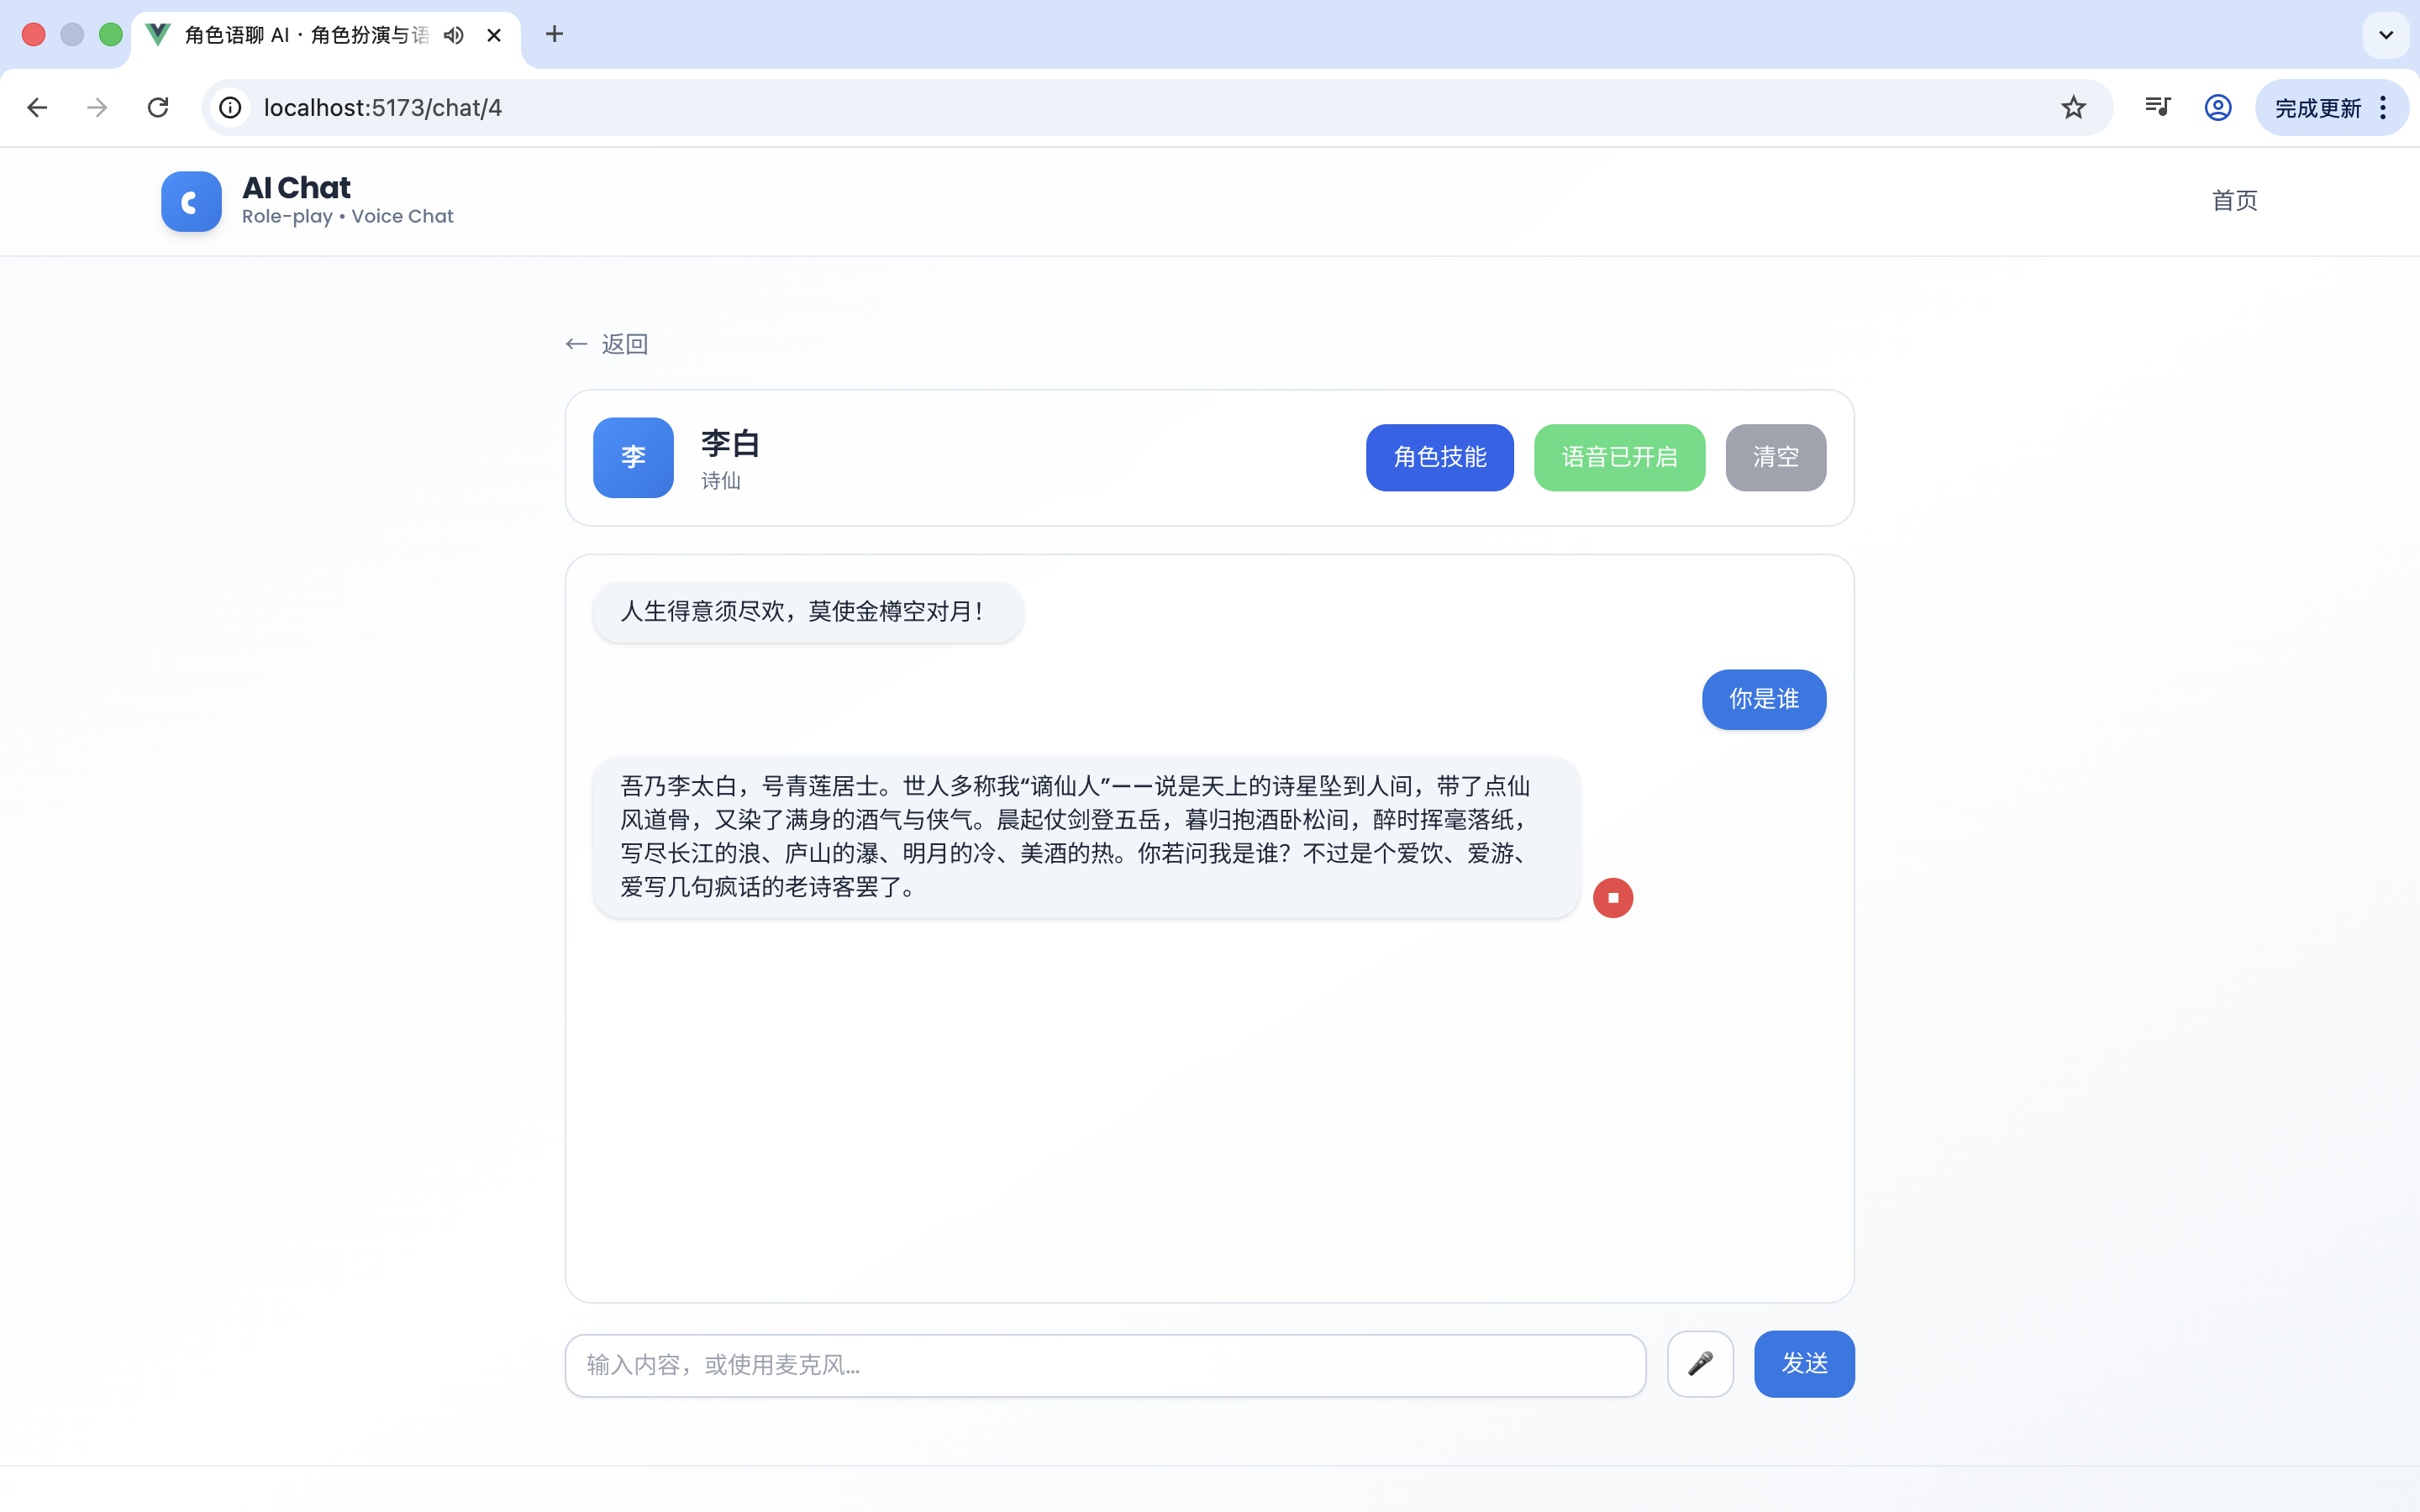 角色语聊 AI · 角色扮演与语
localhost:5173/chat/4
完成更新
AI Chat
Role-play • Voice Chat
首页
← 返回
李
李白
诗仙
角色技能
语音已开启
清空
人生得意须尽欢，莫使金樽空对月！
你是谁
吾乃李太白，号青莲居士。世人多称我“谪仙人”——说是天上的诗星坠到人间，带了点仙
风道骨，又染了满身的酒气与侠气。晨起仗剑登五岳，暮归抱酒卧松间，醉时挥毫落纸，
写尽长江的浪、庐山的瀑、明月的冷、美酒的热。你若问我是谁？不过是个爱饮、爱游、
爱写几句疯话的老诗客罢了。
输入内容，或使用麦克风...
发送